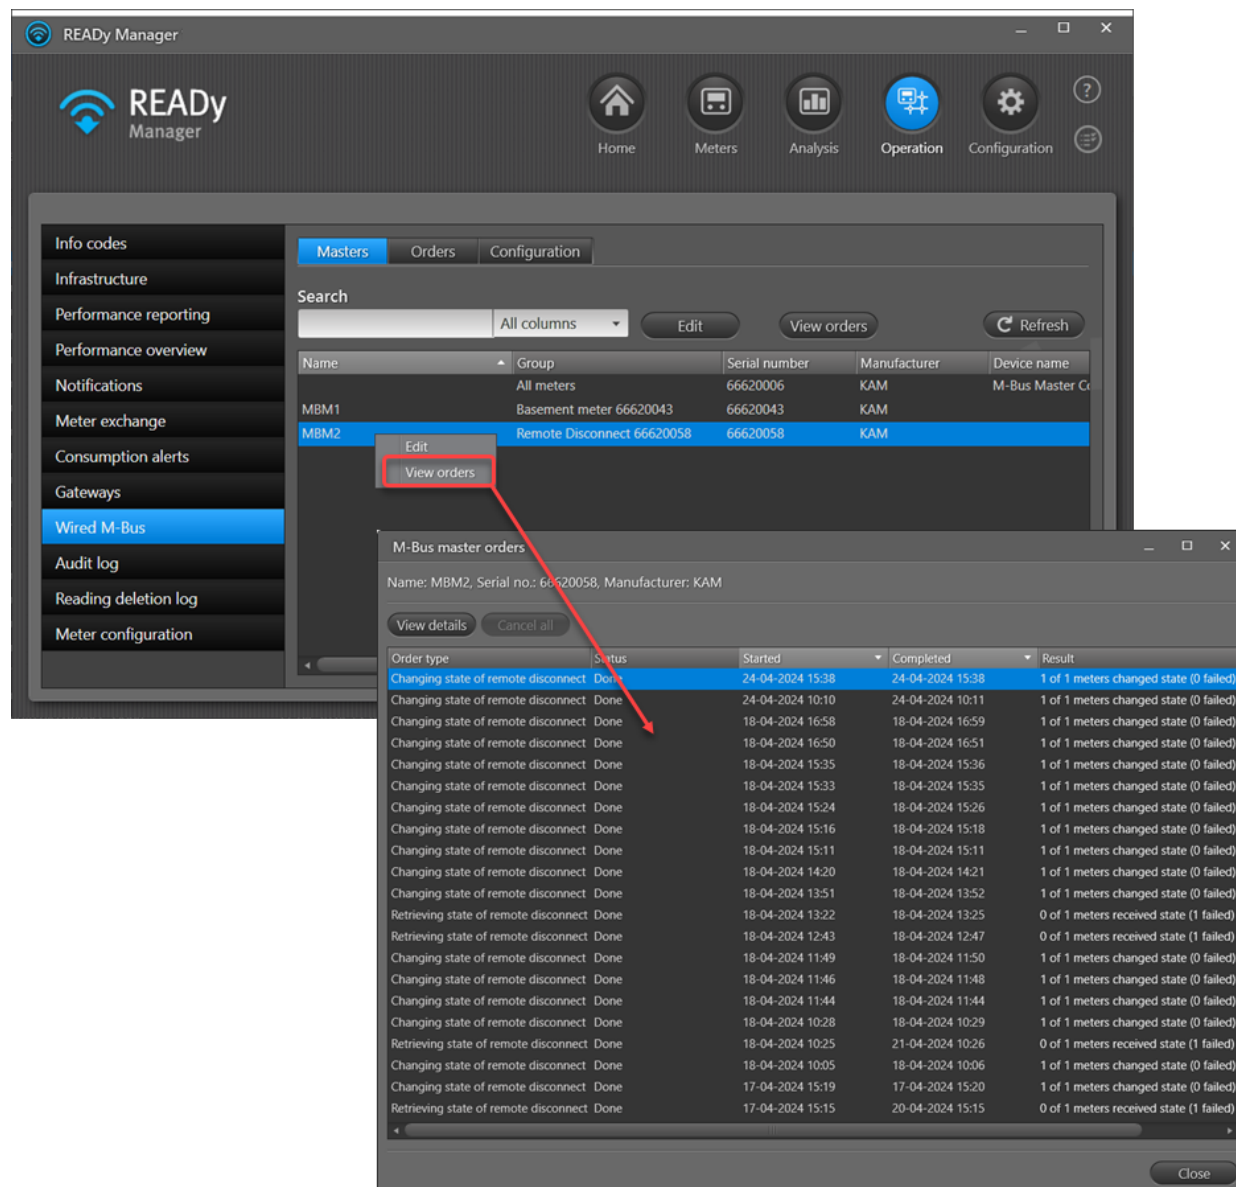 READy Manager
READy
Manager
Home Meters Analysis Operation Configuration
?
Info codes
Infrastructure
Performance reporting
Performance overview
Notifications
Meter exchange
Consumption alerts
Gateways
Wired M-Bus
Audit log
Reading deletion log
Meter configuration
Masters Orders Configuration
Search
All columns Edit View orders Refresh
Name Group Serial number Manufacturer Device name
All meters 66620006 KAM M-Bus Master Co
MBM1 Basement meter 66620043 66620043 KAM
MBM2 Remote Disconnect 66620058 66620058 KAM
Edit
View orders
M-Bus master orders
Name: MBM2, Serial no.: 66620058, Manufacturer: KAM
View details Cancel all
Order type Status Started Completed Result
Changing state of remote disconnect Done 24-04-2024 15:38 24-04-2024 15:38 1 of 1 meters changed state (0 failed)
Changing state of remote disconnect Done 24-04-2024 10:10 24-04-2024 10:11 1 of 1 meters changed state (0 failed)
Changing state of remote disconnect Done 18-04-2024 16:58 18-04-2024 16:59 1 of 1 meters changed state (0 failed)
Changing state of remote disconnect Done 18-04-2024 16:50 18-04-2024 16:51 1 of 1 meters changed state (0 failed)
Changing state of remote disconnect Done 18-04-2024 15:35 18-04-2024 15:36 1 of 1 meters changed state (0 failed)
Changing state of remote disconnect Done 18-04-2024 15:33 18-04-2024 15:35 1 of 1 meters changed state (0 failed)
Changing state of remote disconnect Done 18-04-2024 15:24 18-04-2024 15:26 1 of 1 meters changed state (0 failed)
Changing state of remote disconnect Done 18-04-2024 15:16 18-04-2024 15:18 1 of 1 meters changed state (0 failed)
Changing state of remote disconnect Done 18-04-2024 15:11 18-04-2024 15:11 1 of 1 meters changed state (0 failed)
Changing state of remote disconnect Done 18-04-2024 14:20 18-04-2024 14:21 1 of 1 meters changed state (0 failed)
Changing state of remote disconnect Done 18-04-2024 13:51 18-04-2024 13:52 1 of 1 meters changed state (0 failed)
Retrieving state of remote disconnect Done 18-04-2024 13:22 18-04-2024 13:25 0 of 1 meters received state (1 failed)
Retrieving state of remote disconnect Done 18-04-2024 12:43 18-04-2024 12:47 0 of 1 meters received state (1 failed)
Changing state of remote disconnect Done 18-04-2024 11:49 18-04-2024 11:50 1 of 1 meters changed state (0 failed)
Changing state of remote disconnect Done 18-04-2024 11:46 18-04-2024 11:48 1 of 1 meters changed state (0 failed)
Changing state of remote disconnect Done 18-04-2024 11:44 18-04-2024 11:44 1 of 1 meters changed state (0 failed)
Changing state of remote disconnect Done 18-04-2024 10:28 18-04-2024 10:29 1 of 1 meters changed state (0 failed)
Retrieving state of remote disconnect Done 18-04-2024 10:25 21-04-2024 10:26 0 of 1 meters received state (1 failed)
Changing state of remote disconnect Done 18-04-2024 10:05 18-04-2024 10:06 1 of 1 meters changed state (0 failed)
Changing state of remote disconnect Done 17-04-2024 15:19 17-04-2024 15:20 1 of 1 meters changed state (0 failed)
Retrieving state of remote disconnect Done 17-04-2024 15:15 20-04-2024 15:15 0 of 1 meters received state (1 failed)
Close